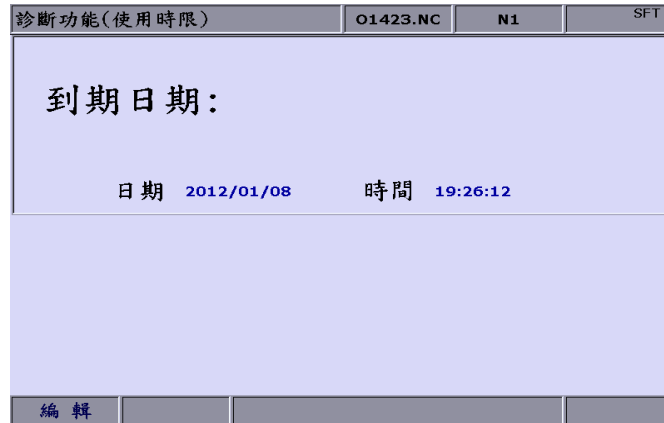 診斷功能(使用時限) O1423.NC N1 SFT
到期日期:
日期 2012/01/08 時間 19:26:12
編輯